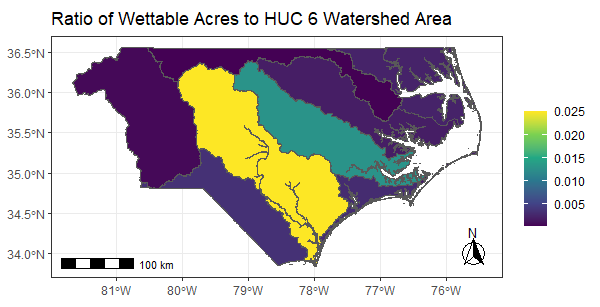 Ratio of Wettable Acres to HUC 6 Watershed Area
36.5°N
36.0°N
35.5°N
35.0°N
34.5°N
34.0°N
0.025
0.020
0.015
0.010
0.005
N
100 km
81°W
80°W
79°W
78°W
77°W
76°W